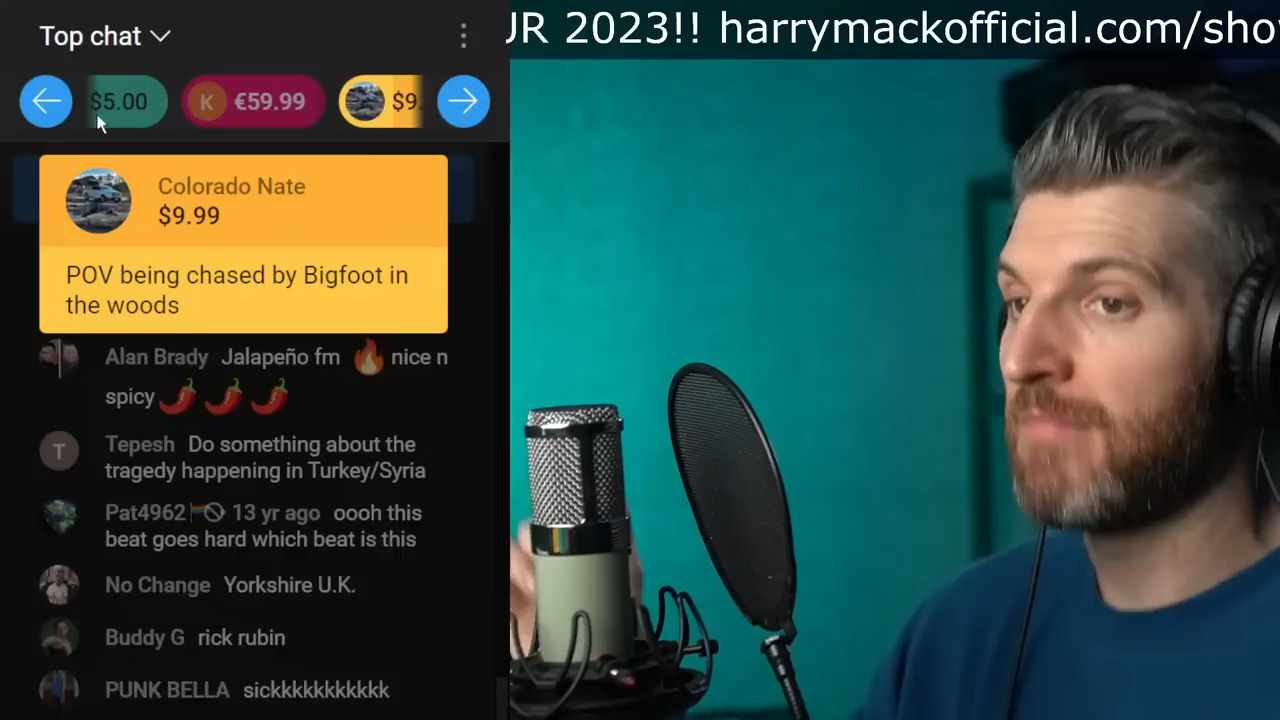 Top chat
JR 2023!! harrymackofficial.com/sho
$5.00
K
€59.99
$9.
Colorado Nate
$9.99
POV being chased by Bigfoot in
the woods
Alan Brady Jalapeño fm 🔥 nice n
spicy 🌶️ 🌶️ 🌶️
T
Tepesh Do something about the
tragedy happening in Turkey/Syria
Pat4962 🏳️‍🌈🚫 13 yr ago oooh this
beat goes hard which beat is this
No Change Yorkshire U.K.
Buddy G rick rubin
PUNK BELLA sickkkkkkkkkkk